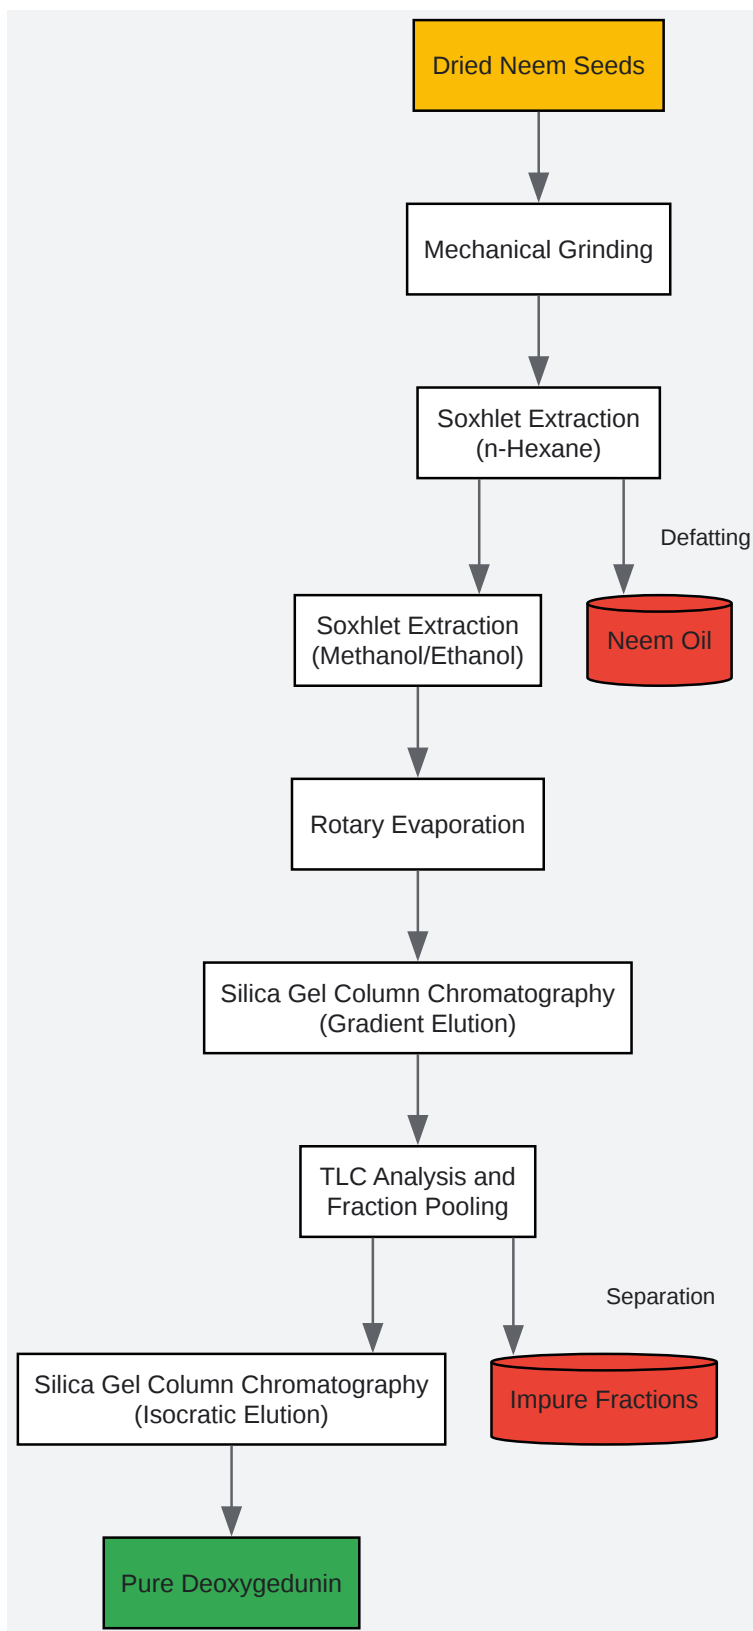 Dried Neem Seeds
Mechanical Grinding
Soxhlet Extraction
(n-Hexane)
Defatting
Soxhlet Extraction
(Methanol/Ethanol)
Neem Oil
Rotary Evaporation
Silica Gel Column Chromatography
(Gradient Elution)
TLC Analysis and
Fraction Pooling
Separation
Silica Gel Column Chromatography
(Isocratic Elution)
Impure Fractions
Pure Deoxygedunin